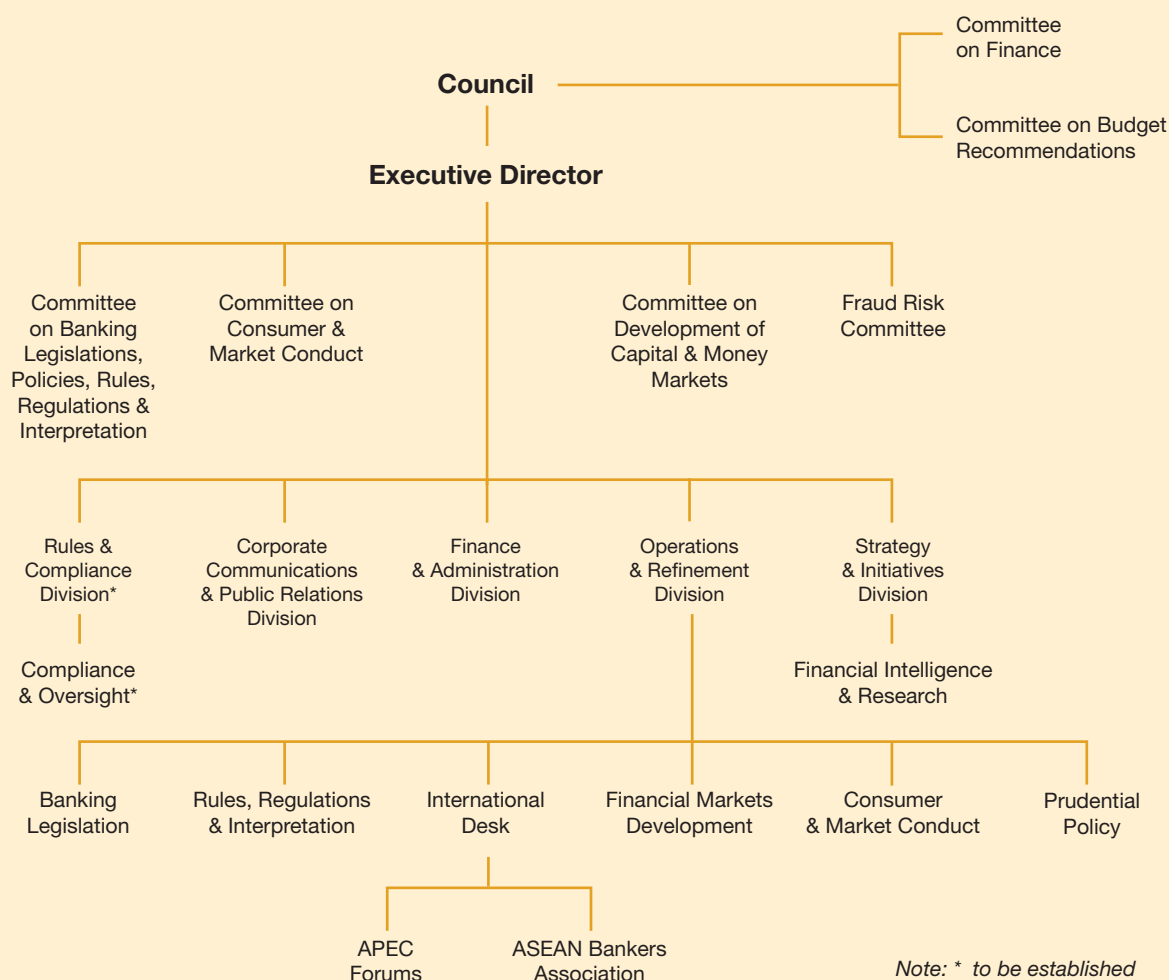 Committee
on Finance
Council
Committee on Budget
Recommendations
Executive Director
Committee
on Banking
Legislations,
Policies, Rules,
Regulations &
Interpretation
Committee on
Consumer &
Market Conduct
Committee on
Development of
Capital & Money
Markets
Fraud Risk
Committee
Rules &
Compliance
Division*
Corporate
Communications
& Public Relations
Division
Finance
& Administration
Division
Operations
& Refinement
Division
Strategy
& Initiatives
Division
Compliance
& Oversight*
Financial Intelligence
& Research
Banking
Legislation
Rules, Regulations
& Interpretation
International
Desk
Financial Markets
Development
Consumer
& Market Conduct
Prudential
Policy
APEC
Forums
ASEAN Bankers
Association
Note: * to be established